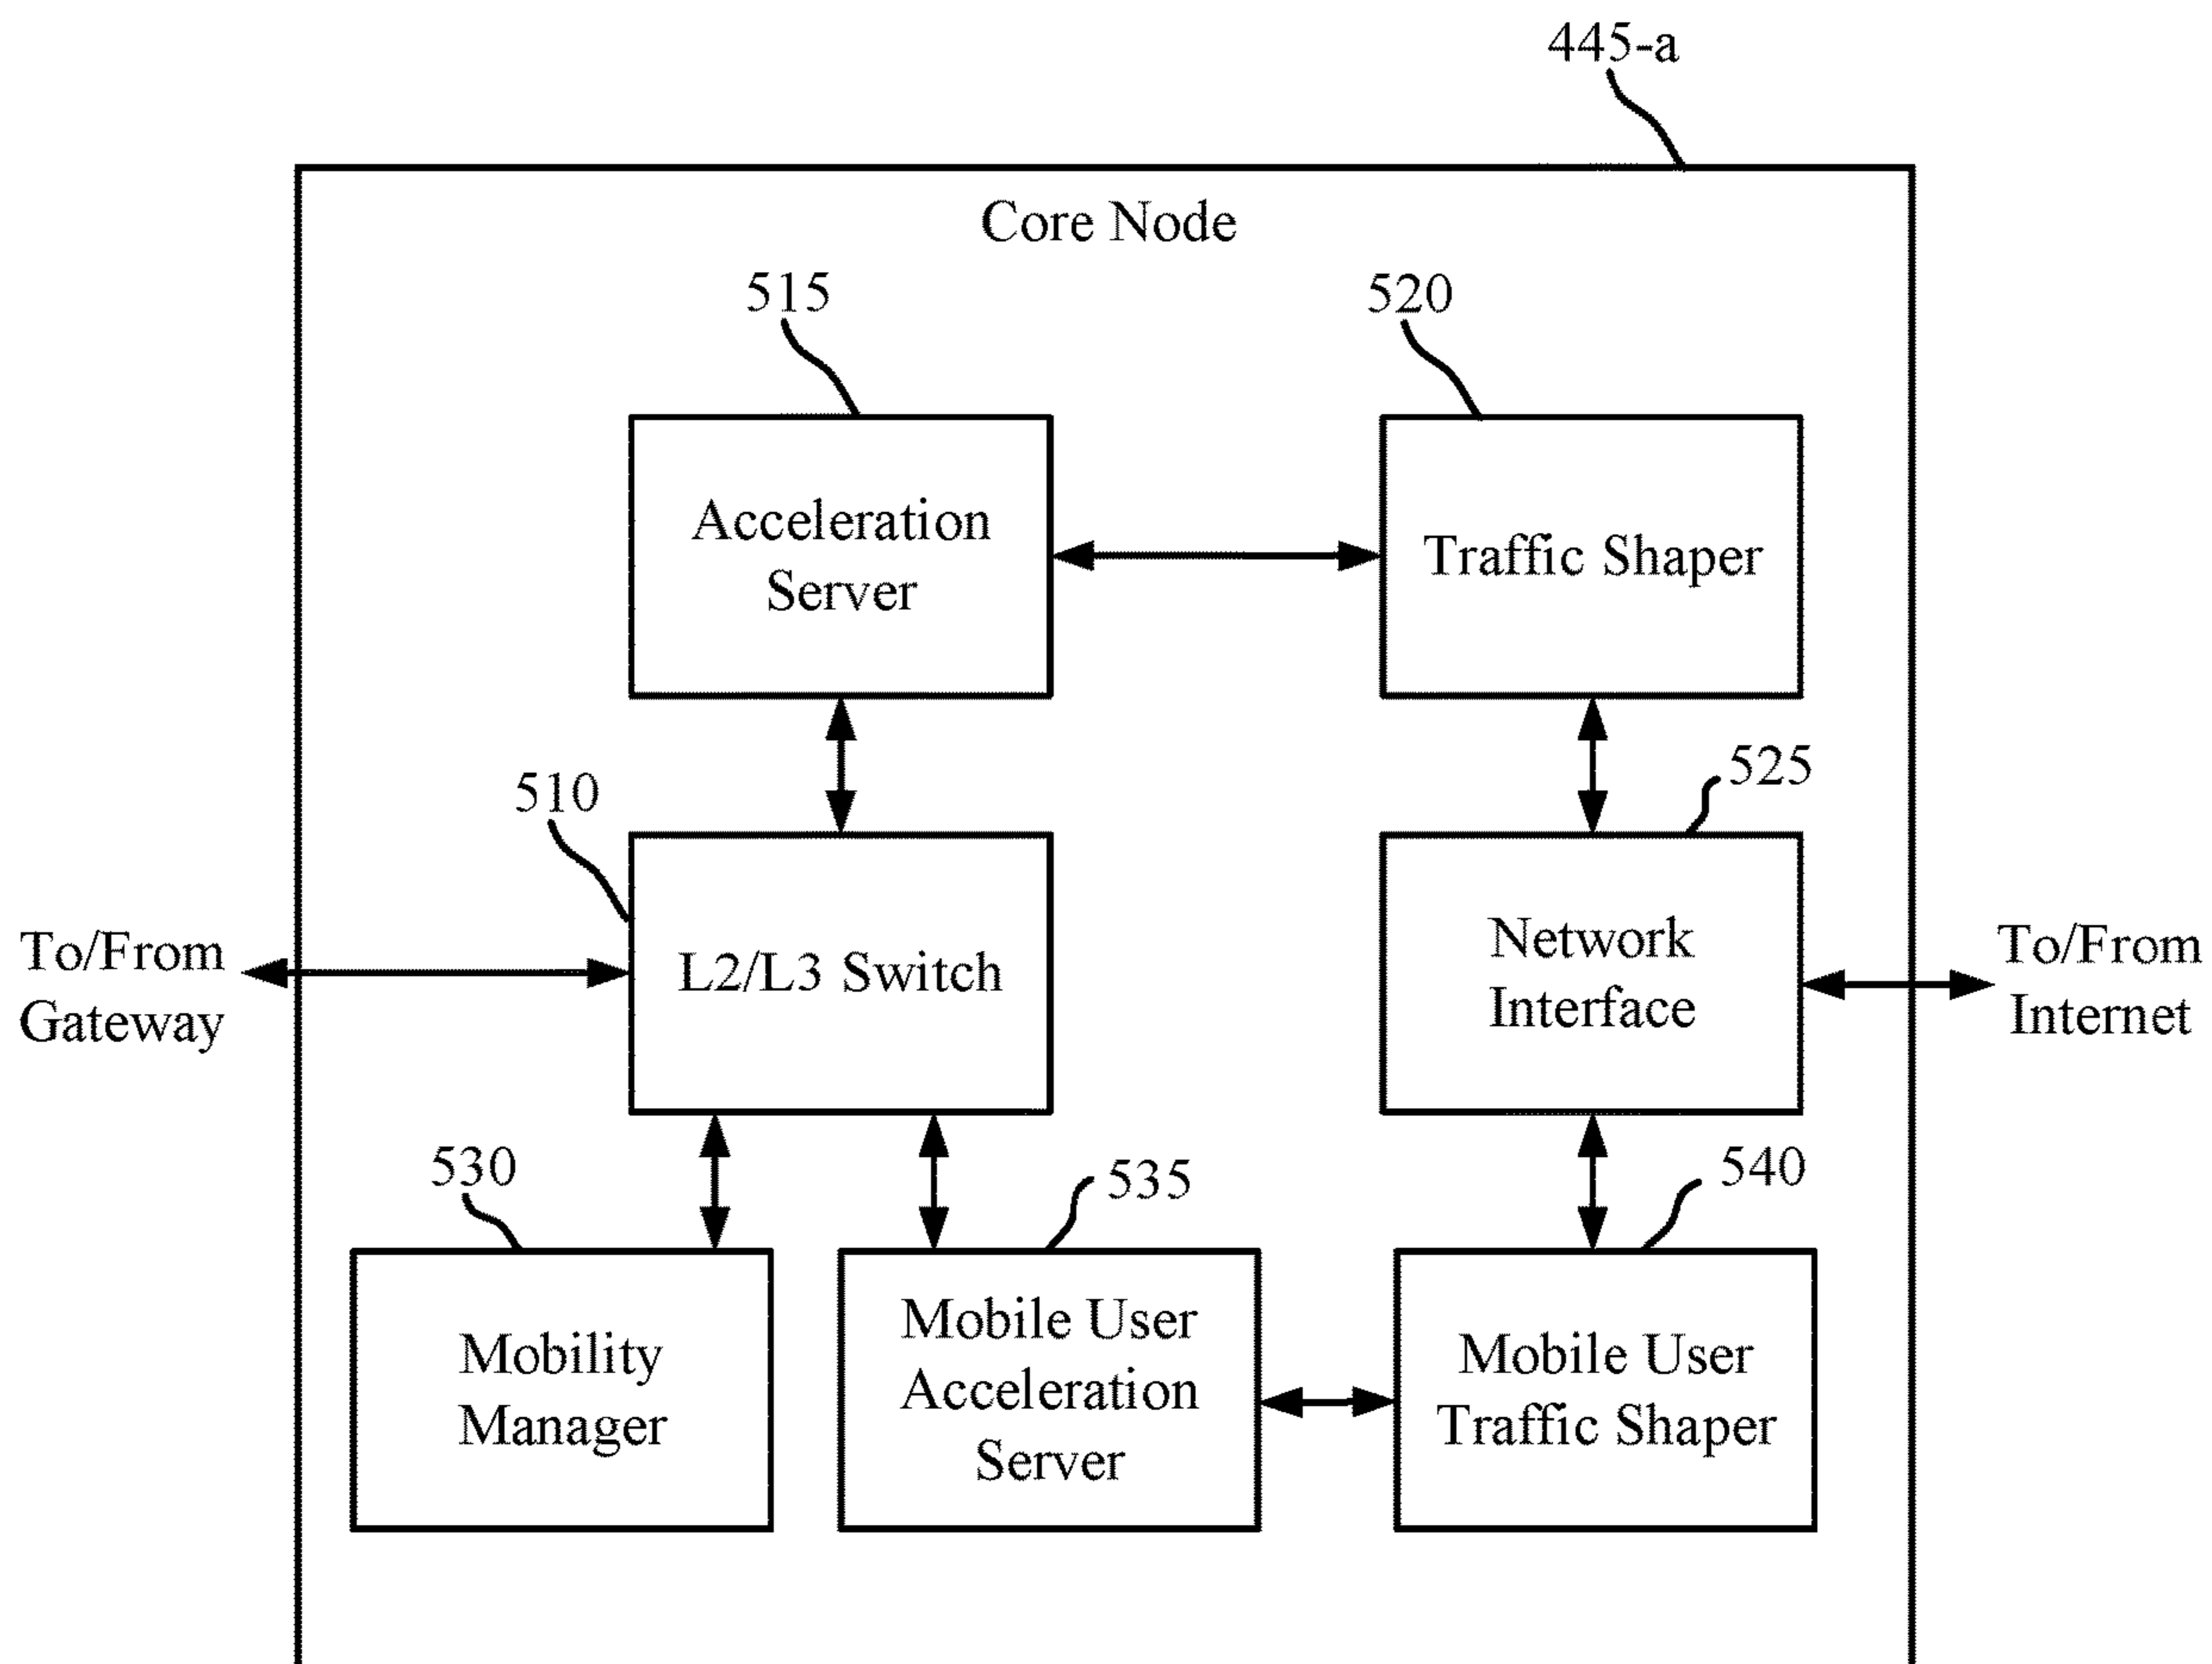 445-a
Core Node
515
520
Acceleration
Server
Traffic Shaper
510
525
To/From
Gateway
L2/L3 Switch
Network
Interface
To/From
Internet
530
535
540
Mobility
Manager
Mobile User
Acceleration
Server
Mobile User
Traffic Shaper